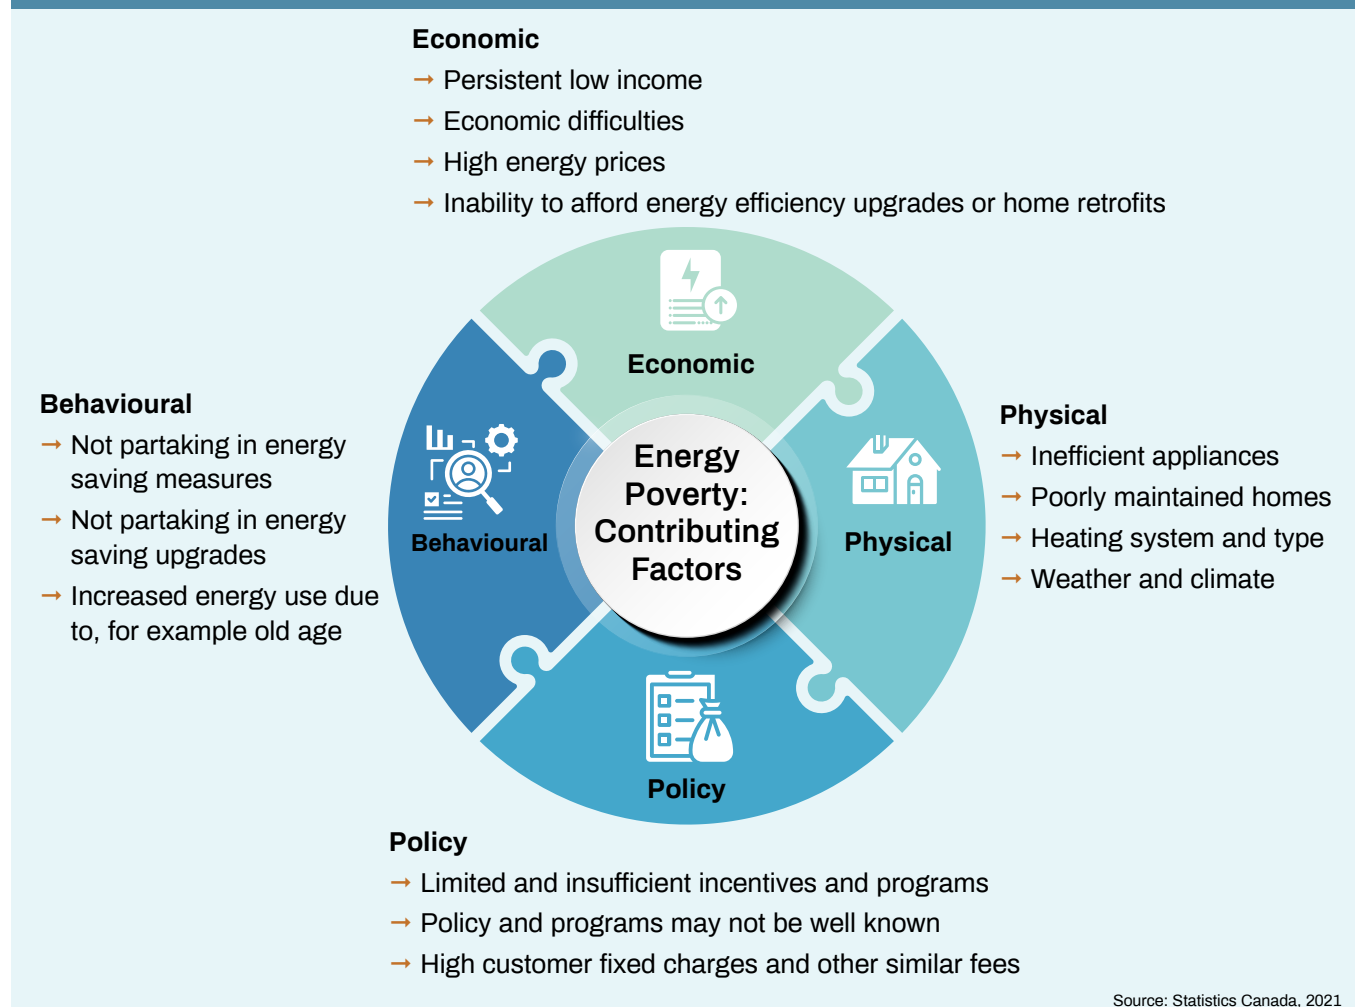 Economic
→ Persistent low income
→ Economic difficulties
→ High energy prices
→ Inability to afford energy efficiency upgrades or home retrofits
Economic
Behavioural
→ Not partaking in energy
saving measures
→ Not partaking in energy
saving upgrades
→ Increased energy use due
to, for example old age
Behavioural
Energy
Poverty:
Contributing
Factors
Physical
Physical
→ Inefficient appliances
→ Poorly maintained homes
→ Heating system and type
→ Weather and climate
Policy
Policy
→ Limited and insufficient incentives and programs
→ Policy and programs may not be well known
→ High customer fixed charges and other similar fees
Source: Statistics Canada, 2021